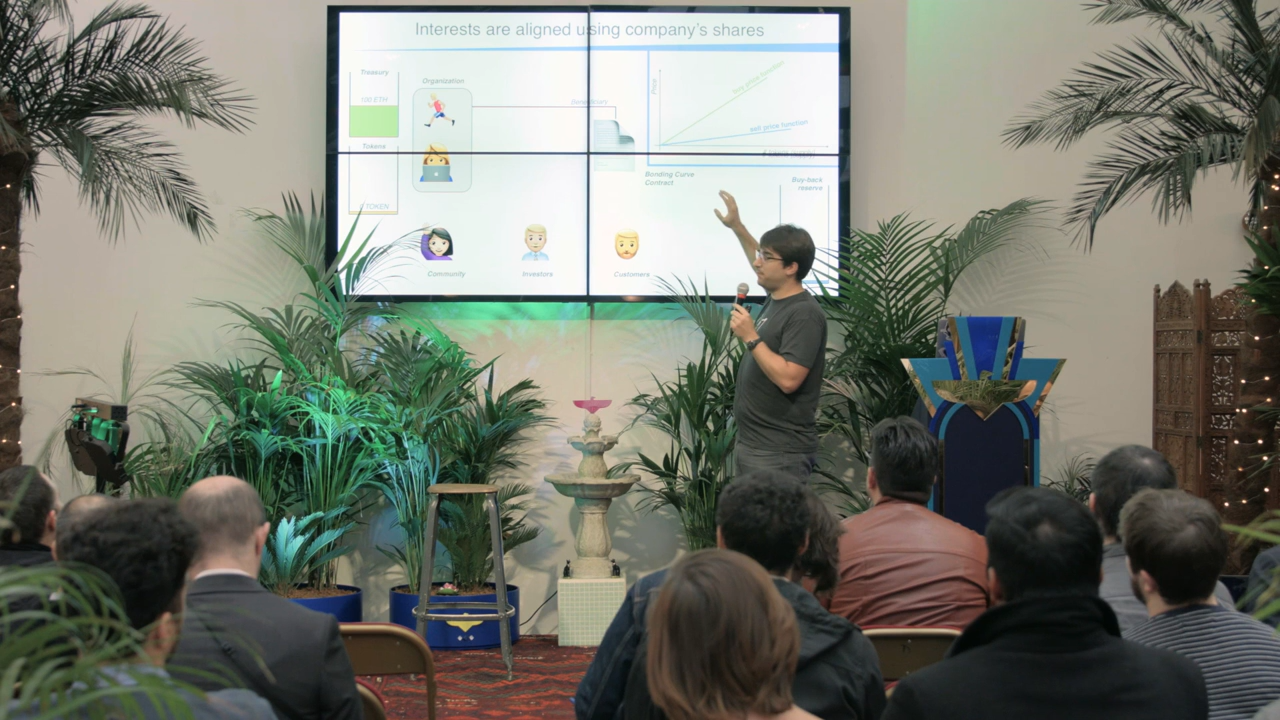 Interests are aligned using company's shares
Treasury
100 ETH
Organization
Beneficiary
Price
buy price function
sell price function
Tokens
TOKEN
Bonding Curve
Contract
Buy-back
reserve
Community
Investors
Customers